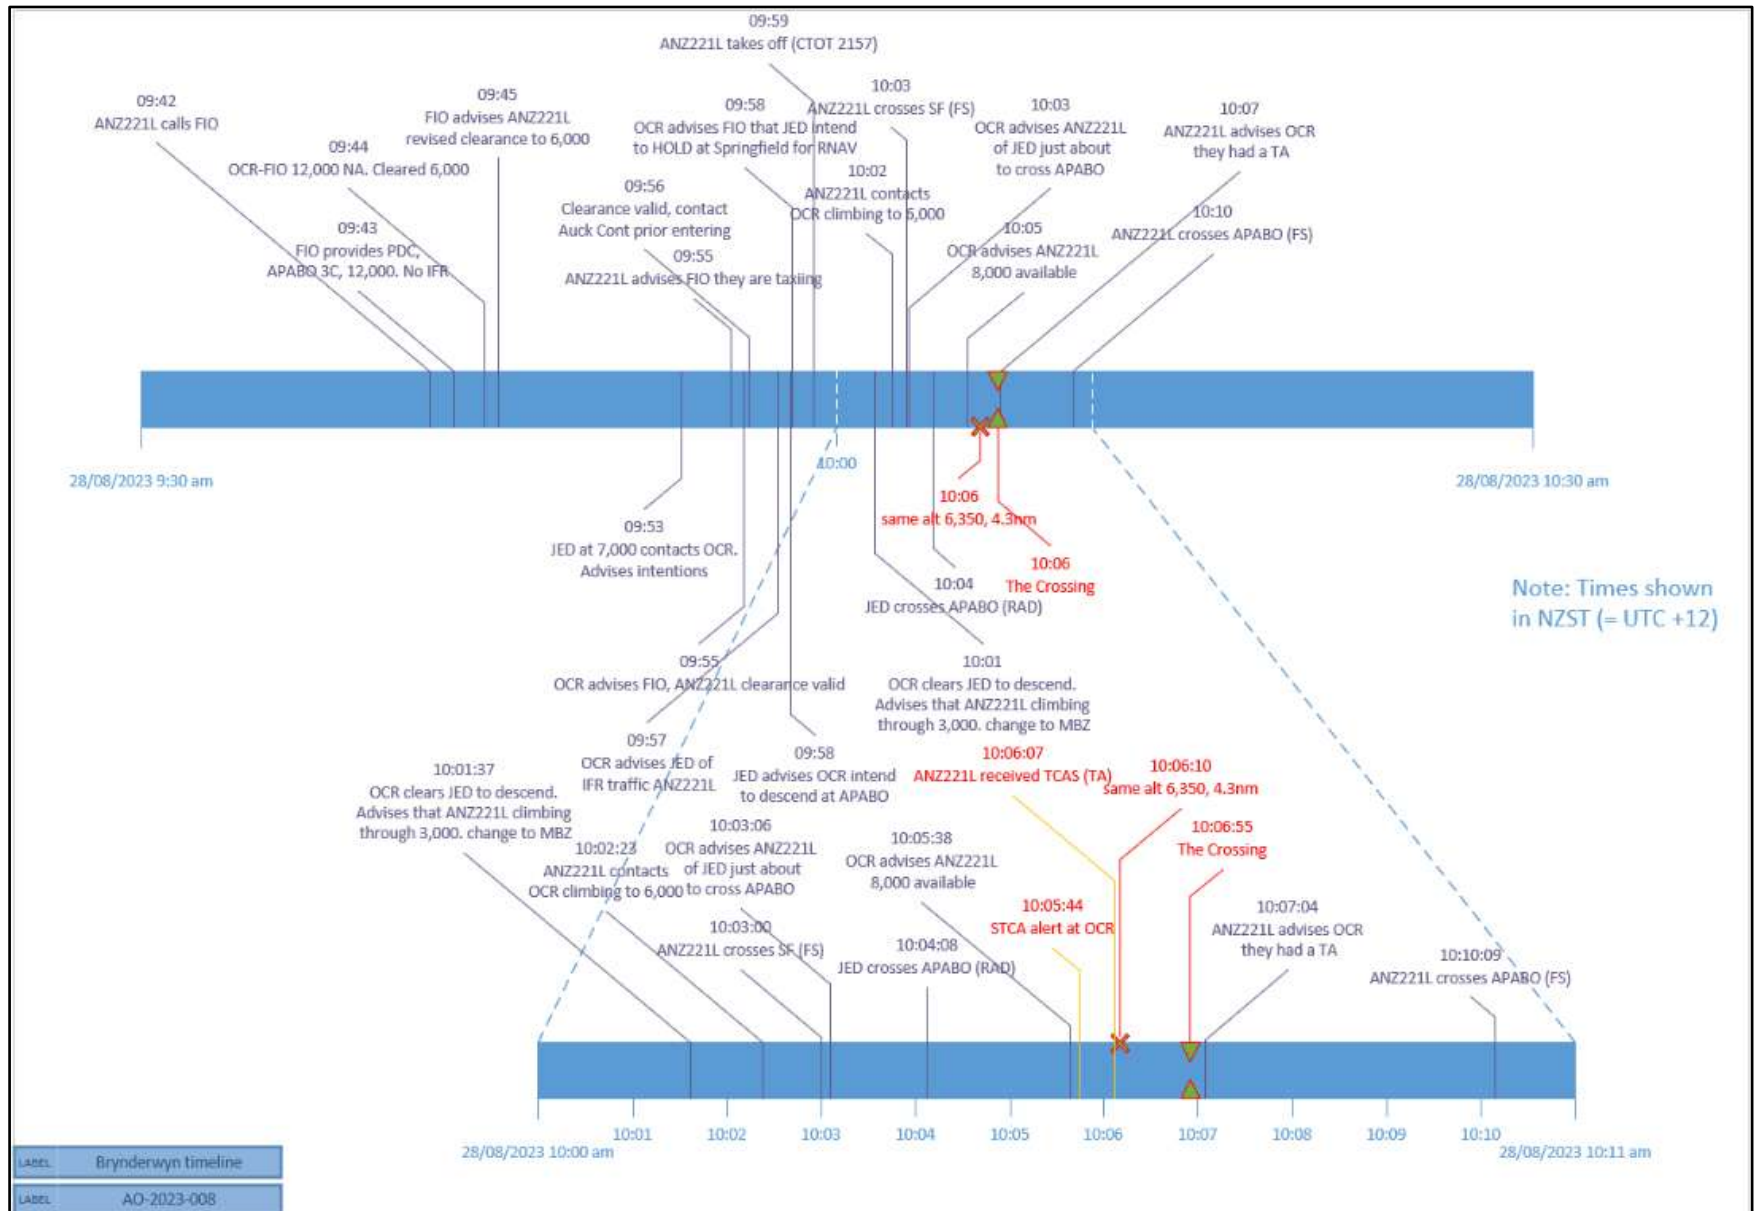 09:59
ANZ221L takes off (CTOT 2157)
09:42
ANZ221L calls FIO
09:44
OCR-FIO 12,000 NA. Cleared 6,000
09:45
FIO advises ANZ221L
revised clearance to 6,000
09:43
FIO provides PDC,
APABO 3C, 12,000. No IFR
09:58
OCR advises FIO that JED intend
to HOLD at Springfield for RNAV
09:56
Clearance valid, contact
Auck Cont prior entering
09:55
ANZ221L advises FIO they are taxiing
10:03
ANZ221L crosses SF (FS)
10:02
ANZ221L contacts
OCR climbing to 6,000
10:03
OCR advises ANZ221L
of JED just about
to cross APABO
10:05
OCR advises ANZ221L
8,000 available
10:07
ANZ221L advises OCR
they had a TA
10:10
ANZ221L crosses APABO (FS)
28/08/2023 9:30 am
10:00
28/08/2023 10:30 am
10:06
same alt 6,350, 4.3nm
10:06
The Crossing
09:53
JED at 7,000 contacts OCR.
Advises intentions
10:04
JED crosses APABO (RAD)
Note: Times shown
in NZST (= UTC +12)
09:55
OCR advises FIO, ANZ221L clearance valid
10:01
OCR clears JED to descend.
Advises that ANZ221L climbing
through 3,000. change to MBZ
09:57
OCR advises JED of
IFR traffic ANZ221L
09:58
JED advises OCR intend
to descend at APABO
10:01:37
OCR clears JED to descend.
Advises that ANZ221L climbing
through 3,000. change to MBZ
10:02:23
ANZ221L contacts
OCR climbing to 6,000
10:03:06
OCR advises ANZ221L
of JED just about
to cross APABO
10:03:00
ANZ221L crosses SF (FS)
10:05:38
OCR advises ANZ221L
8,000 available
10:04:08
JED crosses APABO (RAD)
10:06:07
ANZ221L received TCAS (TA)
10:06:10
same alt 6,350, 4.3nm
10:06:55
The Crossing
10:05:44
STCA alert at OCR
10:07:04
ANZ221L advises OCR
they had a TA
10:10:09
ANZ221L crosses APABO (FS)
10:01
10:02
10:03
10:04
10:05
10:06
10:07
10:08
10:09
10:10
28/08/2023 10:00 am
28/08/2023 10:11 am
LABEL Brynderwyn timeline
LABEL AO-2023-008